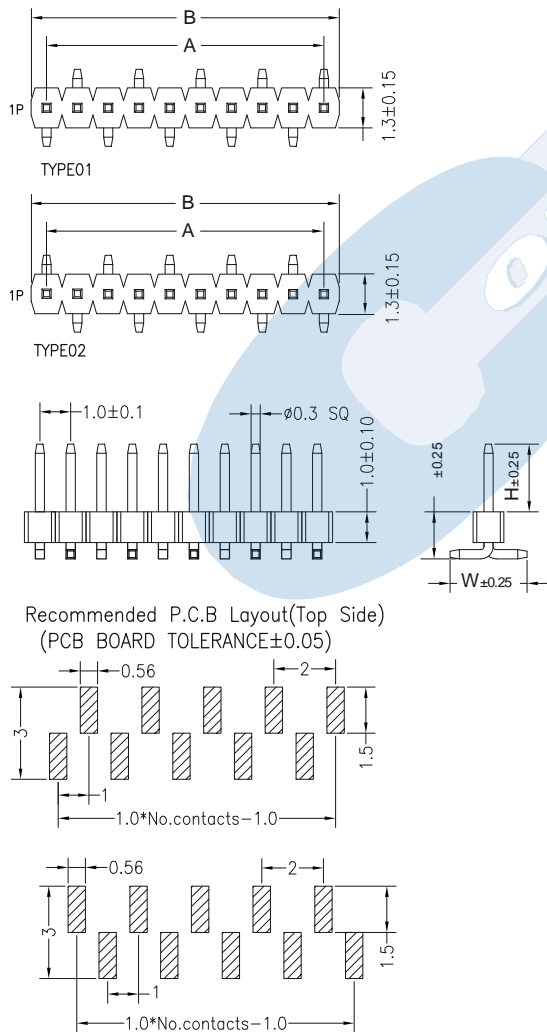 B
A
1P
1.3±0.15
TYPE01
B
A
1P
1.3±0.15
TYPE02
1.0±0.1
ø0.3 SQ
1.0±0.10
±0.25
H±0.25
W±0.25
Recommended P.C.B Layout(Top Side)
(PCB BOARD TOLERANCE±0.05)
0.56
2
3
1.5
1
1.0*No.contacts-1.0
0.56
2
3
1.5
1
1.0*No.contacts-1.0